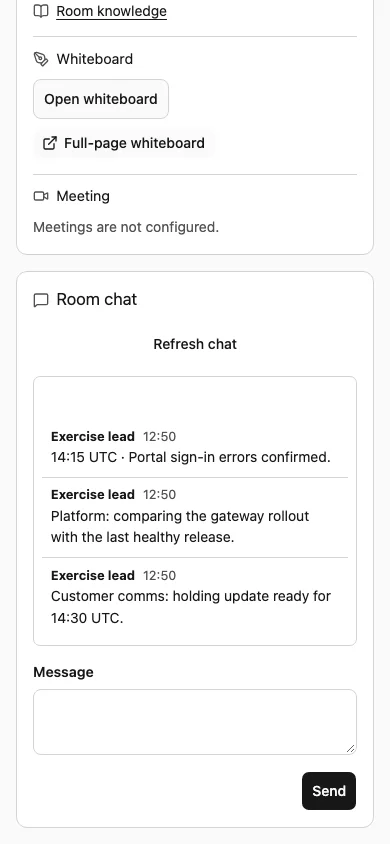 Room knowledge
Whiteboard
Open whiteboard
Full-page whiteboard
Meeting
Meetings are not configured.
Room chat
Refresh chat
Exercise lead 12:50
14:15 UTC · Portal sign-in errors confirmed.
Exercise lead 12:50
Platform: comparing the gateway rollout
with the last healthy release.
Exercise lead 12:50
Customer comms: holding update ready for
14:30 UTC.
Message
Send